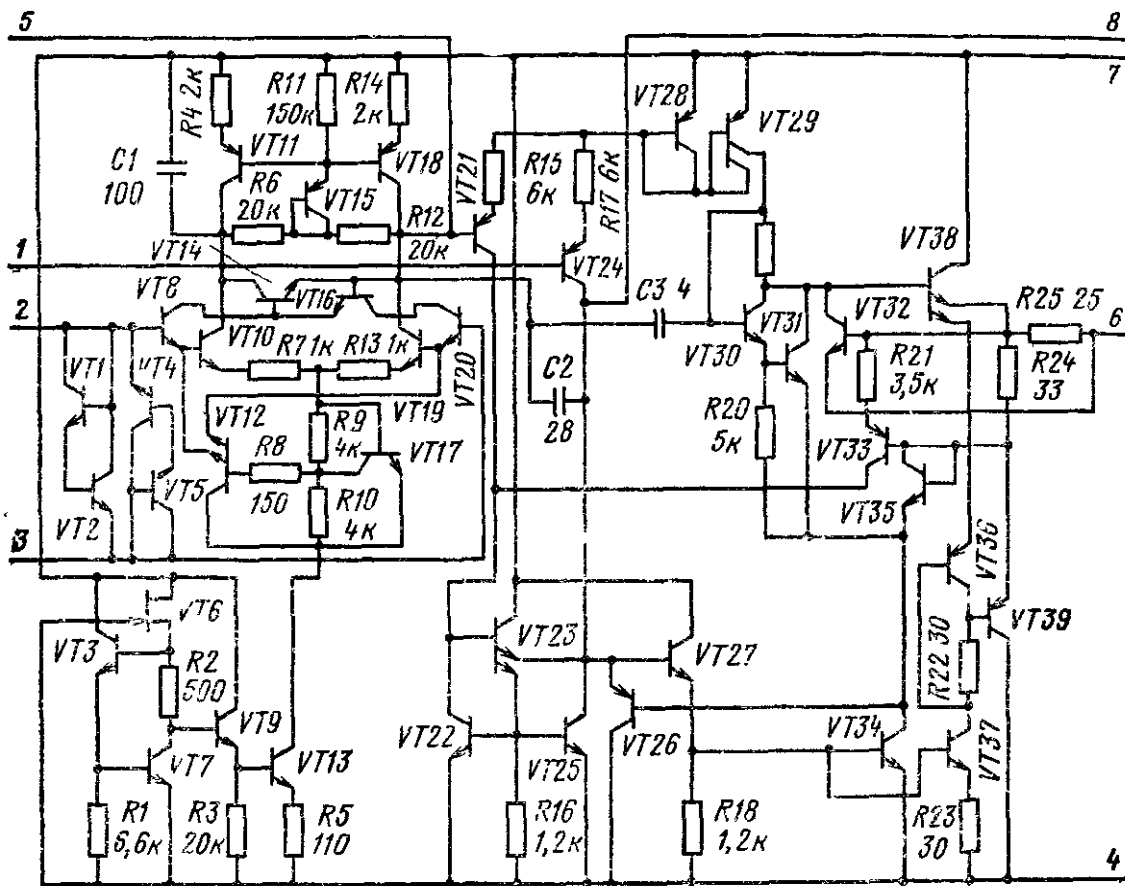 5
8
7
R4 2к
R11
150к
R14
2к
VT28
VT29
VT11
VT18
VT21
R15
6к
R17 6к
C1
100
R6
20к
VT15
R12
20к
VT38
1
VT14
VT24
VT8
VT16
C3 4
VT32
R25 25
2
VT10
VT31
6
R7 1к
R13 1к
VT30
R21
3,5к
R24
33
VT1
VT4
VT20
C2
28
VT12
R9
4к
VT19
R20
5к
R8
150
VT17
VT33
VT5
R10
4к
VT2
VT35
3
VT36
VT6
VT39
VT3
VT23
VT27
R2
500
R22 30
VT9
VT22
VT34
VT7
VT13
VT25
VT26
VT37
R1
6,6к
R3
20к
R5
110
R16
1,2к
R18
1,2к
R23
30
4